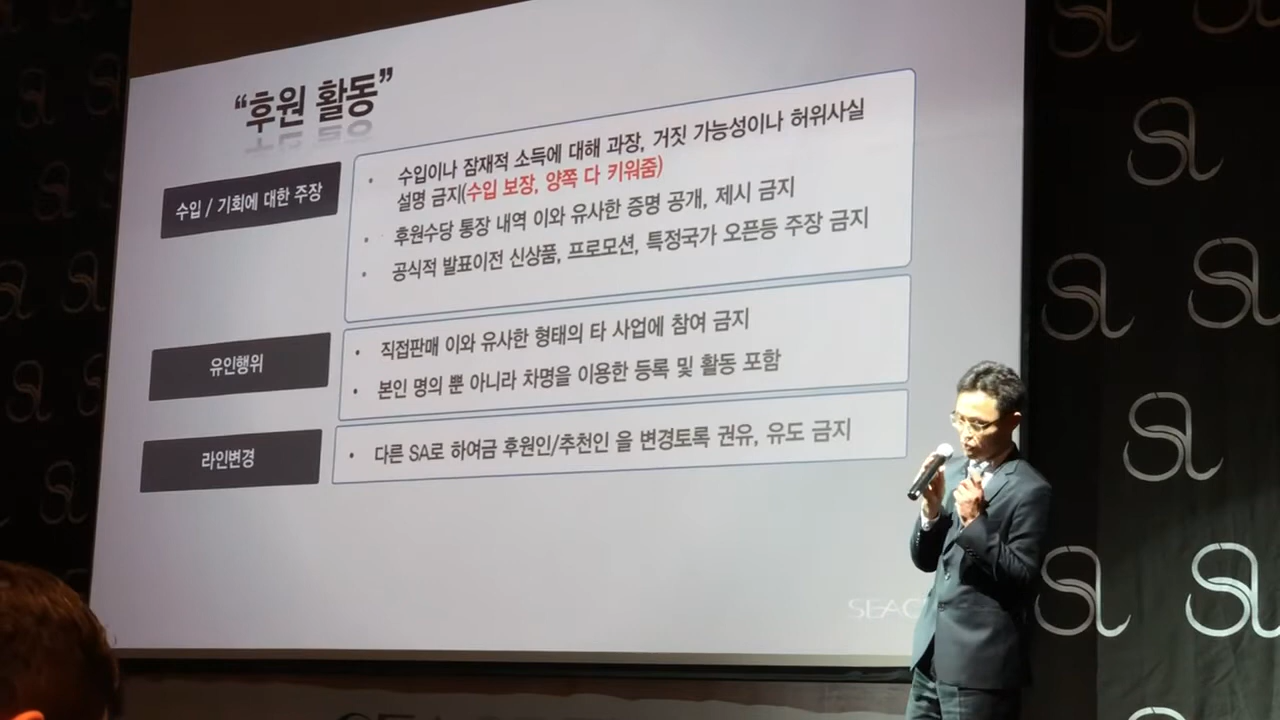 “후원 활동”
수입 / 기회에 대한 주장
• 수입이나 잠재적 소득에 대해 과장, 거짓 가능성이나 허위사실
설명 금지(수입 보장, 양쪽 다 키워줌)
• 후원수당 통장 내역 이와 유사한 증명 공개, 제시 금지
• 공식적 발표이전 신상품, 프로모션, 특정국가 오픈등 주장 금지
유인행위
• 직접판매 이와 유사한 형태의 타 사업에 참여 금지
• 본인 명의 뿐 아니라 차명을 이용한 등록 및 활동 포함
라인변경
• 다른 SA로 하여금 후원인/추천인 을 변경토록 권유, 유도 금지